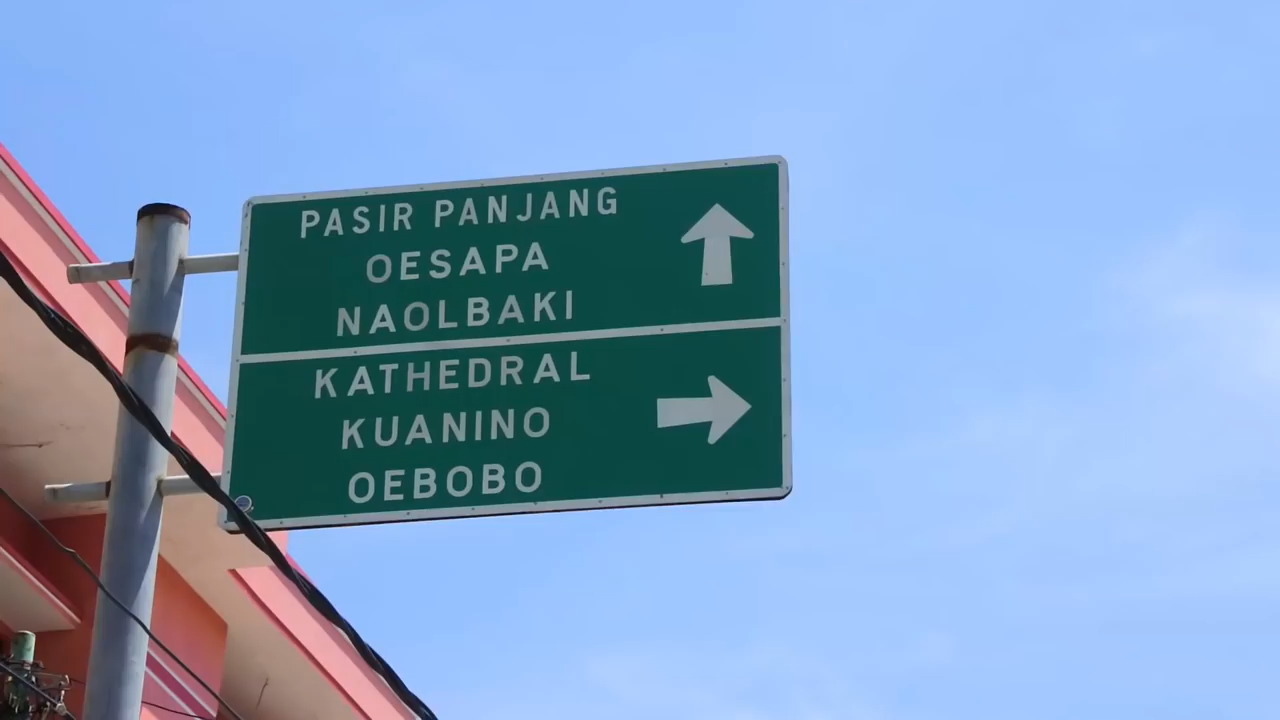 PASIR PANJANG
OESAPA
NAOLBAKI
KATHEDRAL
KUANINO
OEBOBO